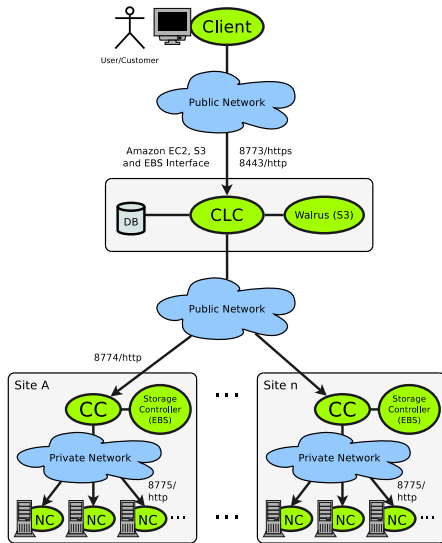 Client
User/Customer
Public Network
Amazon EC2, S3
and EBS Interface
8773/https
8443/http
DB
CLC
Walrus (S3)
Public Network
8774/http
Site A
CC
Storage
Controller
(EBS)
Private Network
8775/
http
NC
NC
NC
...
...
...
Site n
CC
Storage
Controller
(EBS)
Private Network
8775/
http
NC
NC
NC
...